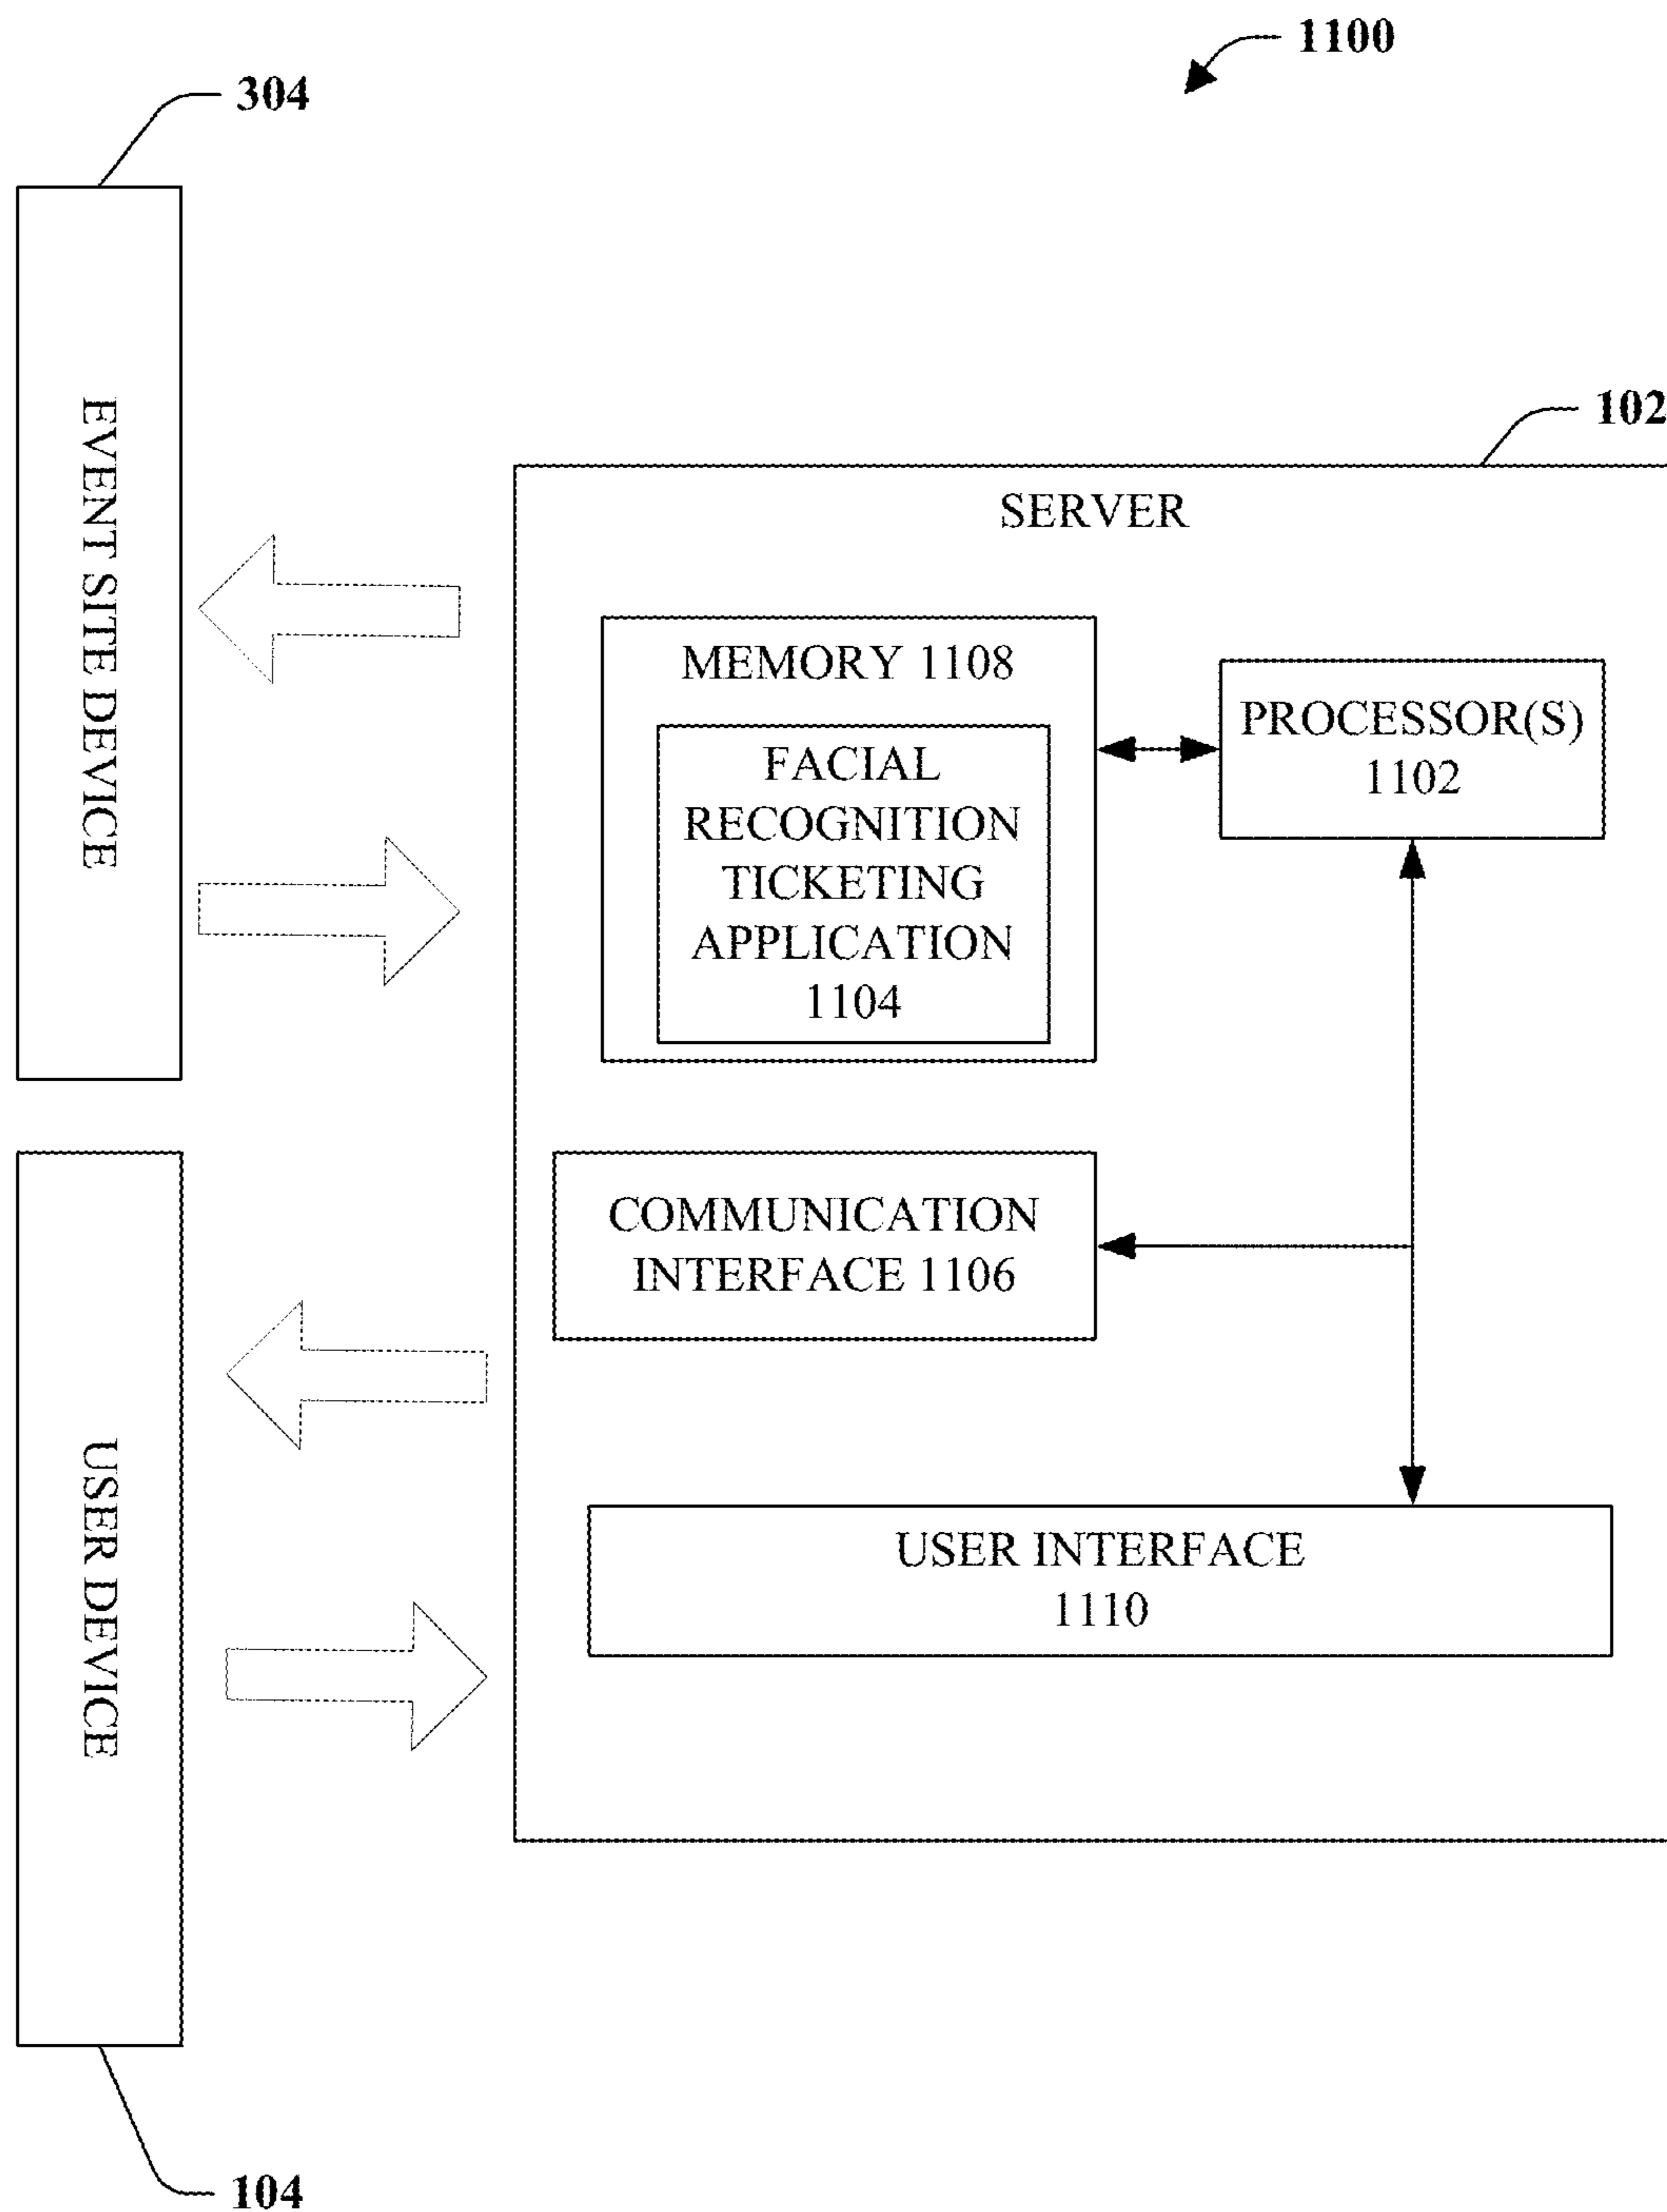 1100
304
EVENT SITE DEVICE
102
SERVER
MEMORY 1108
FACIAL
RECOGNITION
TICKETING
APPLICATION
1104
PROCESSOR(S)
1102
COMMUNICATION
INTERFACE 1106
USER DEVICE
USER INTERFACE
1110
104